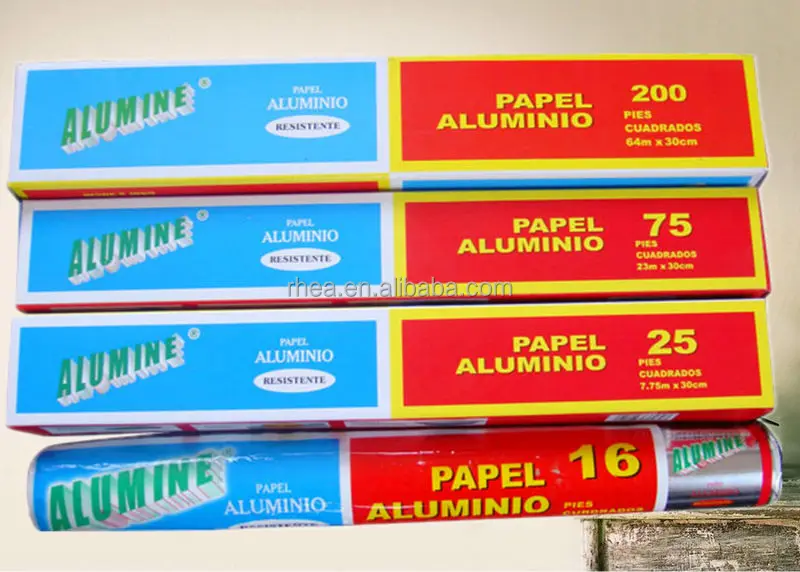 ALUMINE ®
PAPEL
ALUMINIO
RESISTENTE
PAPEL
ALUMINIO
200
PIES
CUADRADOS
64m x 30cm
ALUMINE ®
PAPEL
ALUMINIO
RESISTENTE
PAPEL
ALUMINIO
75
PIES
CUADRADOS
23m x 30cm
rhea.en.alibaba.com
ALUMINE ®
PAPEL
ALUMINIO
RESISTENTE
PAPEL
ALUMINIO
25
PIES
CUADRADOS
7.75m x 30cm
ALUMINE
PAPEL
ALUMINIO
RESISTENTE
PAPEL
ALUMINIO
16
PIES
CUADRADOS
ALUMINE